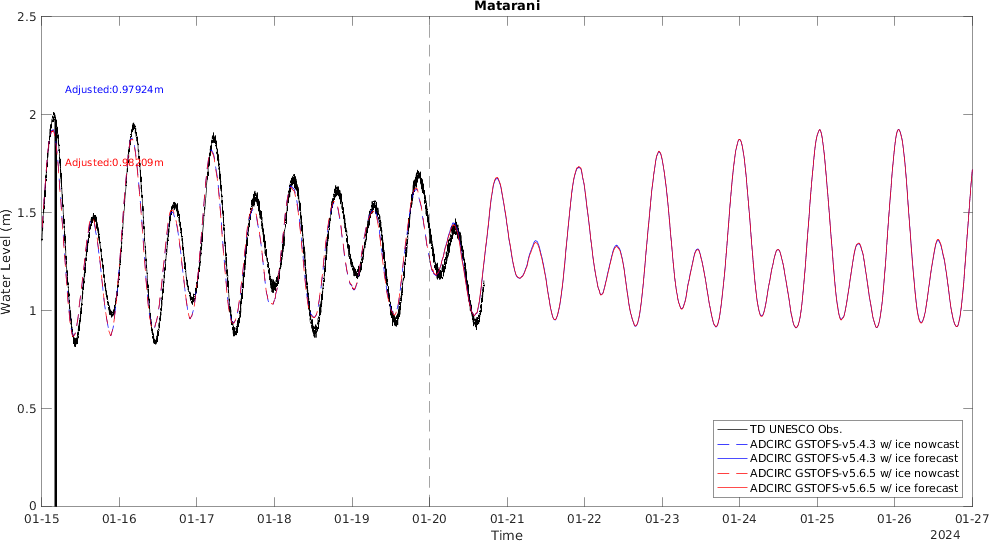 Matarani
2.5
2
1.5
1
0.5
0
Water Level (m)
Adjusted:0.97924m
Adjusted:0.98209m
TD UNESCO Obs.
ADCIRC GSTOFS-v5.4.3 w/ ice nowcast
ADCIRC GSTOFS-v5.4.3 w/ ice forecast
ADCIRC GSTOFS-v5.6.5 w/ ice nowcast
ADCIRC GSTOFS-v5.6.5 w/ ice forecast
01-15 01-16 01-17 01-18 01-19 01-20 01-21 01-22 01-23 01-24 01-25 01-26 01-27
Time
2024